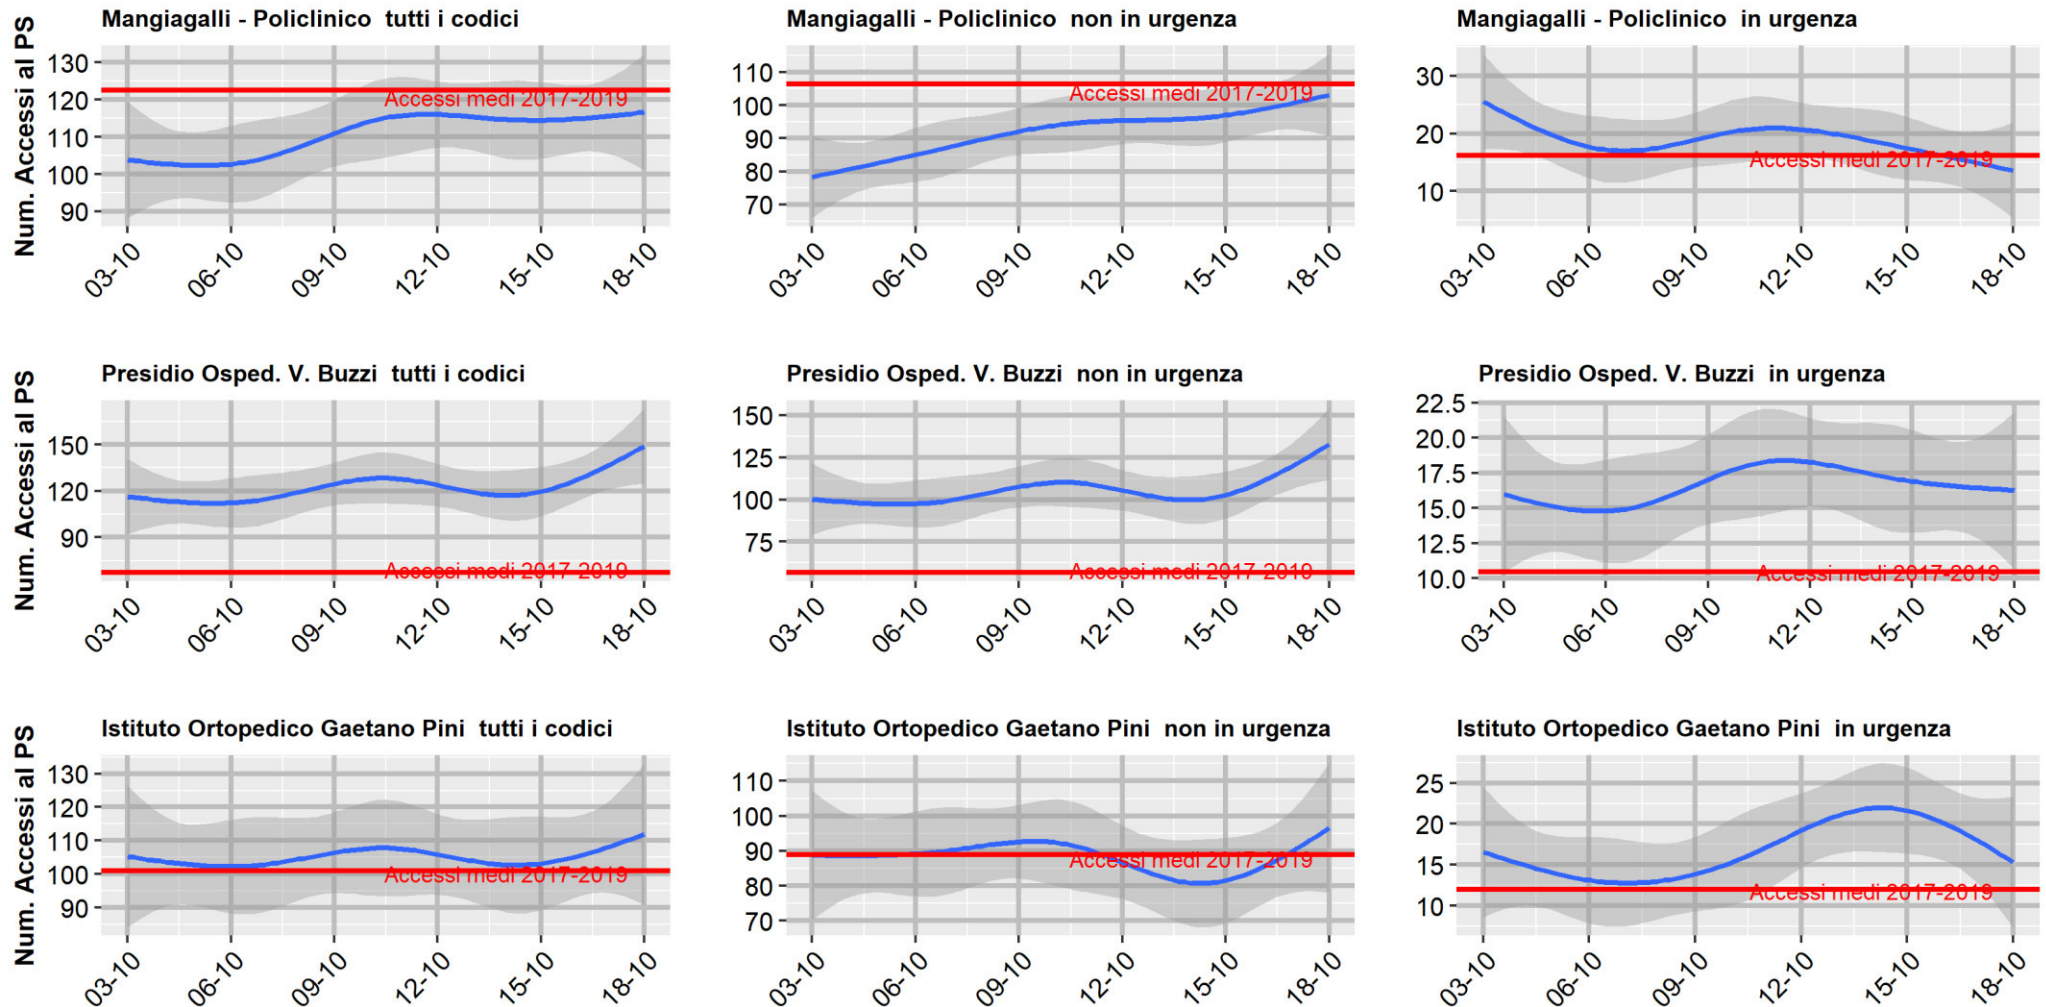 Mangiagalli - Policlinico tutti i codici
Num. Accessi al PS
130
120
110
100
90
Accessi medi 2017-2019
03-10 06-10 09-10 12-10 15-10 18-10
Mangiagalli - Policlinico non in urgenza
110
100
90
80
70
Accessi medi 2017-2019
03-10 06-10 09-10 12-10 15-10 18-10
Mangiagalli - Policlinico in urgenza
30
20
10
Accessi medi 2017-2019
03-10 06-10 09-10 12-10 15-10 18-10
Presidio Osped. V. Buzzi tutti i codici
Num. Accessi al PS
150
120
90
Accessi medi 2017-2019
03-10 06-10 09-10 12-10 15-10 18-10
Presidio Osped. V. Buzzi non in urgenza
150
125
100
75
Accessi medi 2017-2019
03-10 06-10 09-10 12-10 15-10 18-10
Presidio Osped. V. Buzzi in urgenza
22.5
20.0
17.5
15.0
12.5
10.0
Accessi medi 2017-2019
03-10 06-10 09-10 12-10 15-10 18-10
Istituto Ortopedico Gaetano Pini tutti i codici
Num. Accessi al PS
130
120
110
100
90
Accessi medi 2017-2019
03-10 06-10 09-10 12-10 15-10 18-10
Istituto Ortopedico Gaetano Pini non in urgenza
110
100
90
80
70
Accessi medi 2017-2019
03-10 06-10 09-10 12-10 15-10 18-10
Istituto Ortopedico Gaetano Pini in urgenza
25
20
15
10
Accessi medi 2017-2019
03-10 06-10 09-10 12-10 15-10 18-10